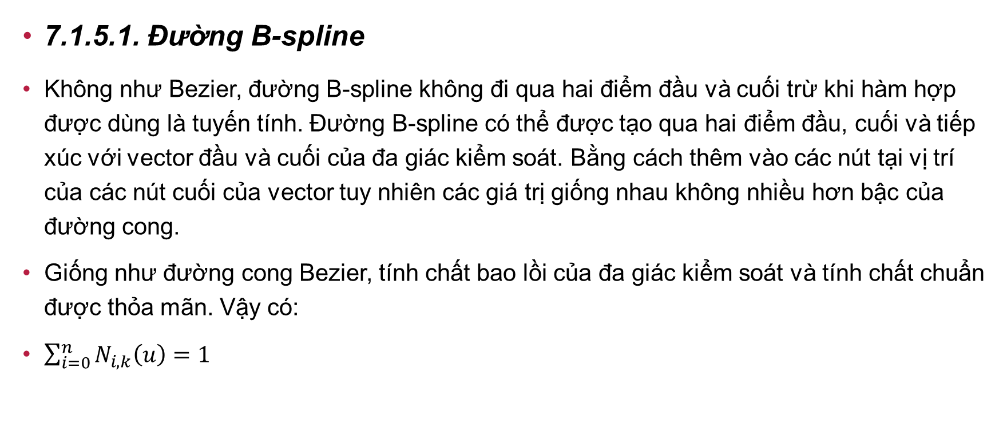 • 7.1.5.1. Đường B-spline
• Không như Bezier, đường B-spline không đi qua hai điểm đầu và cuối trừ khi hàm hợp
được dùng là tuyến tính. Đường B-spline có thể được tạo qua hai điểm đầu, cuối và tiếp
xúc với vector đầu và cuối của đa giác kiểm soát. Bằng cách thêm vào các nút tại vị trí
của các nút cuối của vector tuy nhiên các giá trị giống nhau không nhiều hơn bậc của
đường cong.
• Giống như đường cong Bezier, tính chất bao lồi của đa giác kiểm soát và tính chất chuẩn
được thỏa mãn. Vậy có:
• ∑_{i=0}^{n} N_{i,k}(u) = 1